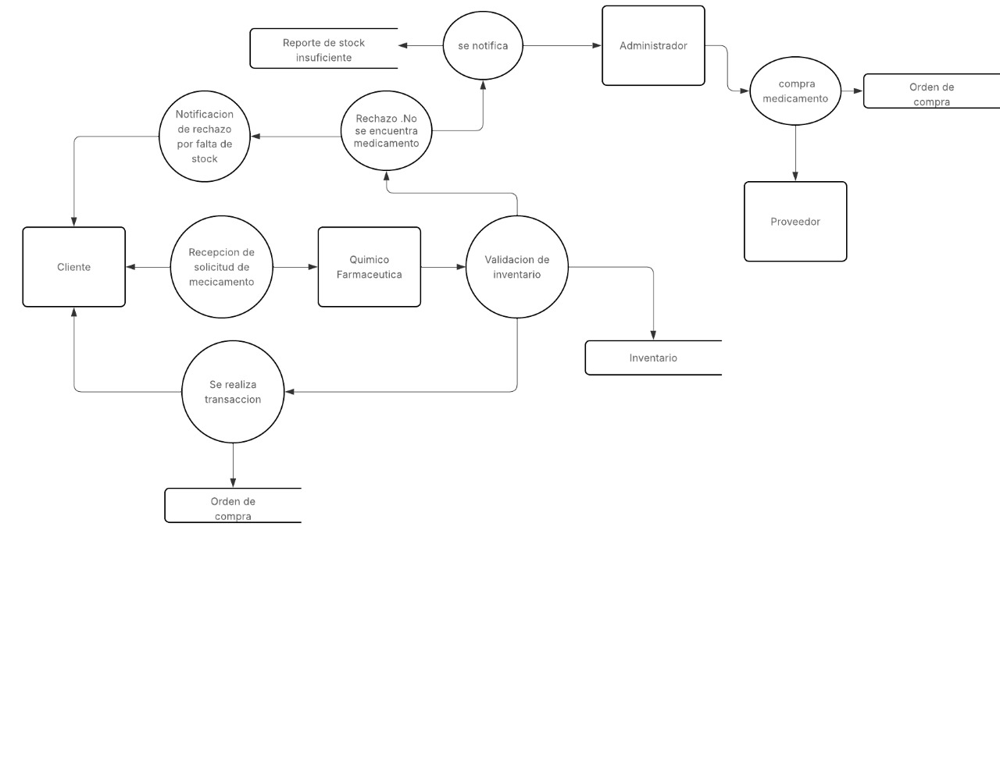 Reporte de stock
insuficiente
se notifica
Administrador
compra
medicamento
Orden de
compra
Notificacion
de rechazo
por falta de
stock
Rechazo .No
se encuentra
medicamento
Proveedor
Cliente
Recepcion de
solicitud de
mecicamento
Quimico
Farmaceutica
Validacion de
inventario
Inventario
Se realiza
transaccion
Orden de
compra